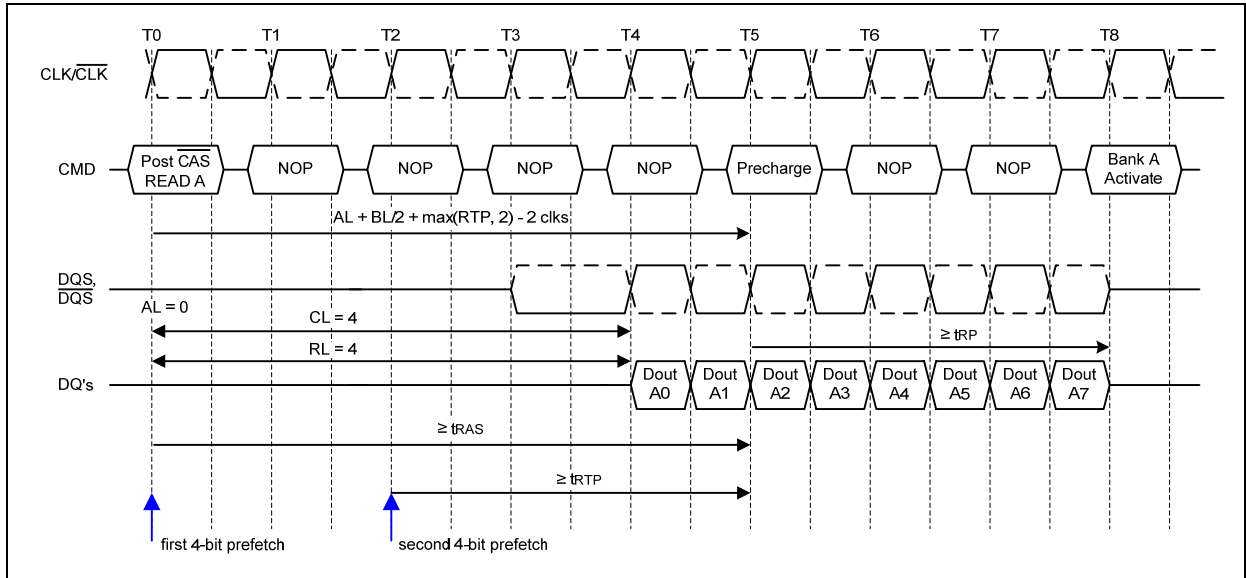 T0 T1 T2 T3 T4 T5 T6 T7 T8
CLK/CLK
CMD
Post CAS
READ A
NOP
NOP
NOP
NOP
Precharge
NOP
NOP
Bank A
Activate
AL + BL/2 + max(RTP, 2) - 2 clks
DQS,
DQS
AL = 0
CL = 4
RL = 4
≥ tRP
DQ's
Dout
A0
Dout
A1
Dout
A2
Dout
A3
Dout
A4
Dout
A5
Dout
A6
Dout
A7
≥ tRAS
≥ tRTP
first 4-bit prefetch
second 4-bit prefetch